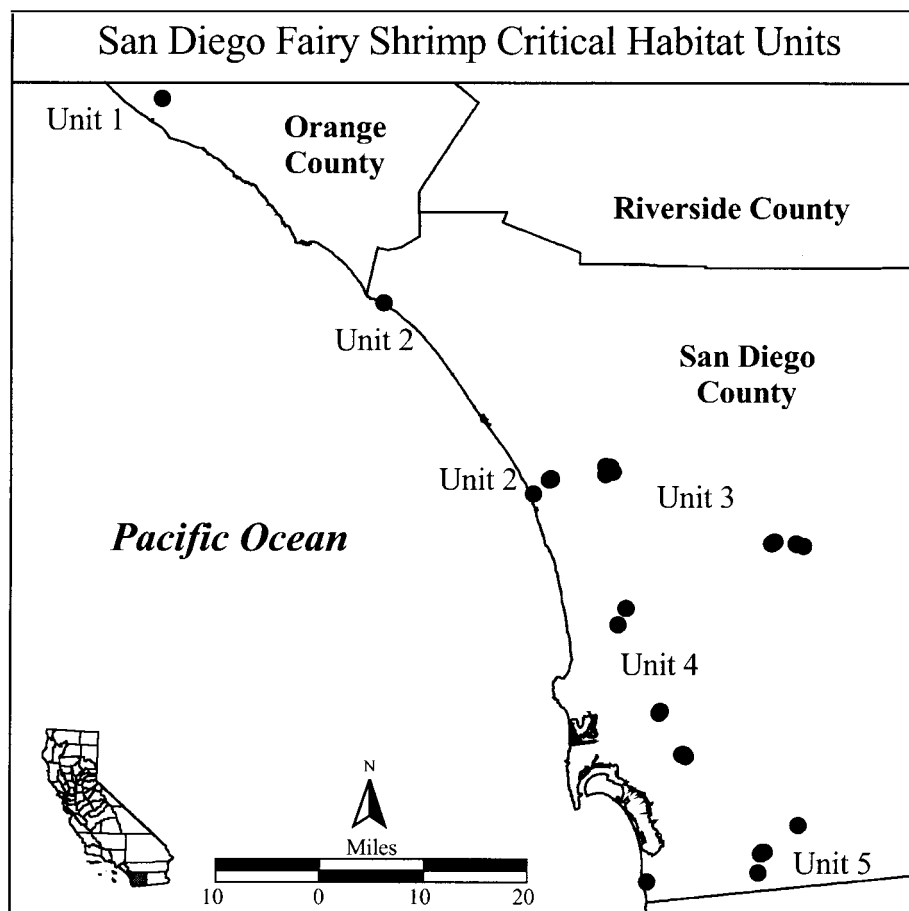 San Diego Fairy Shrimp Critical Habitat Units
Unit 1
Orange
County
Riverside County
Unit 2
San Diego
County
Unit 2
Unit 3
Pacific Ocean
Unit 4
N
Miles
Unit 5
10 0 10 20